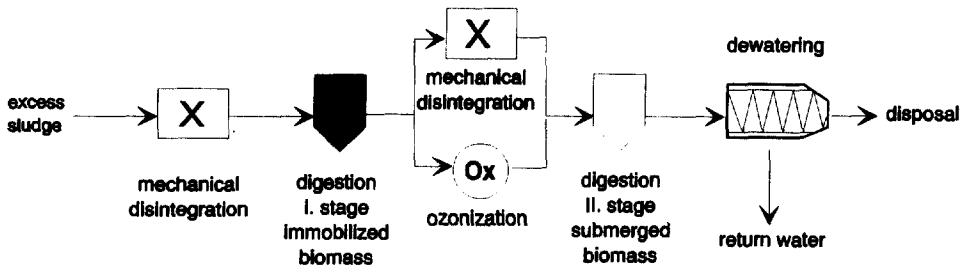 excess
sludge
X
mechanical
disintegration
digestion
I. stage
immobilized
biomass
X
mechanical
disintegration
Ox
ozonization
digestion
II. stage
submerged
biomass
dewatering
disposal
return water